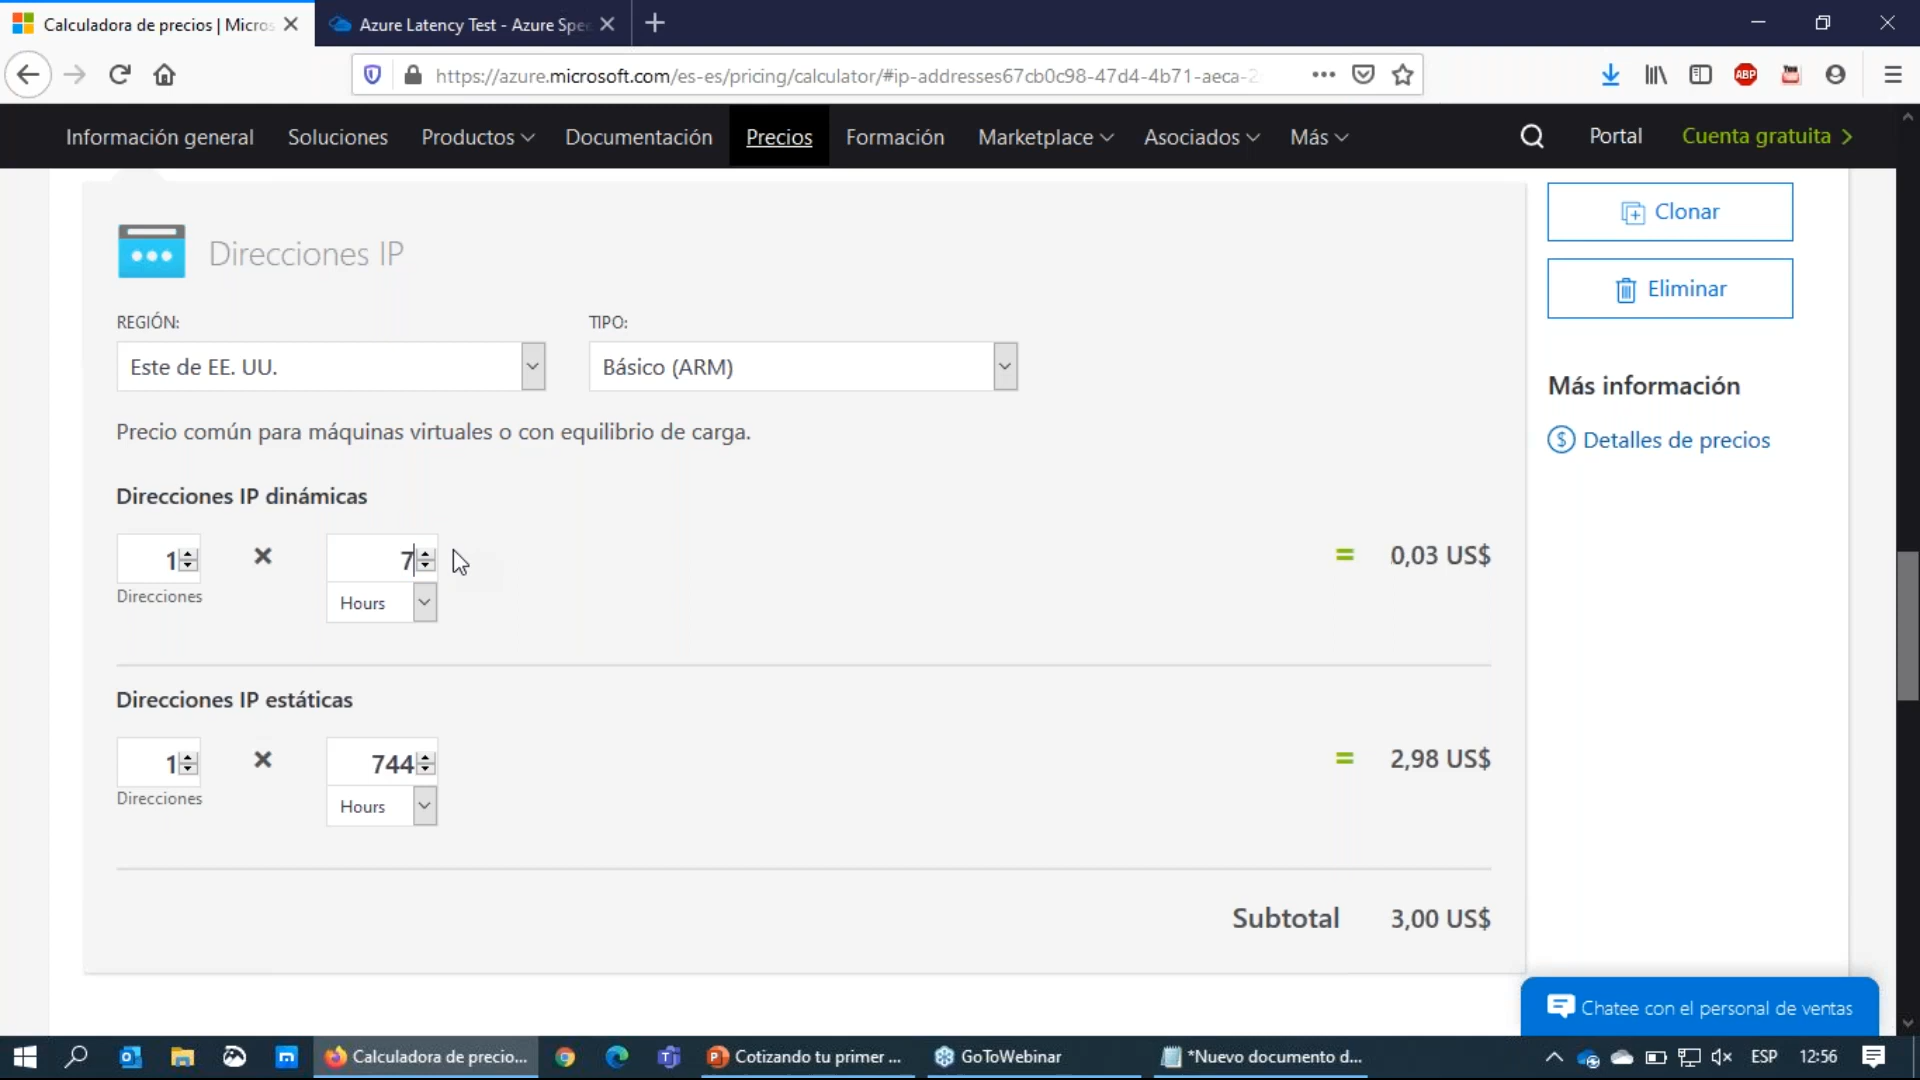 Calculadora de precios | Micros
Azure Latency Test - Azure Spe
https://azure.microsoft.com/es-es/pricing/calculator/#ip-addresses67cb0c98-47d4-4b71-aeca-2
ABP
Información general
Soluciones
Productos
Documentación
Precios
Formación
Marketplace
Asociados
Más
Portal
Cuenta gratuita
Direcciones IP
Clonar
Eliminar
REGIÓN:
TIPO:
Este de EE. UU.
Básico (ARM)
Más información
Precio común para máquinas virtuales o con equilibrio de carga.
Detalles de precios
Direcciones IP dinámicas
1 × 7 = 0,03 US$
Direcciones
Hours
Direcciones IP estáticas
1 × 744 = 2,98 US$
Direcciones
Hours
Subtotal 3,00 US$
Chatee con el personal de ventas
Calculadora de precio...
Cotizando tu primer ...
GoToWebinar
*Nuevo documento d...
ESP
12:56